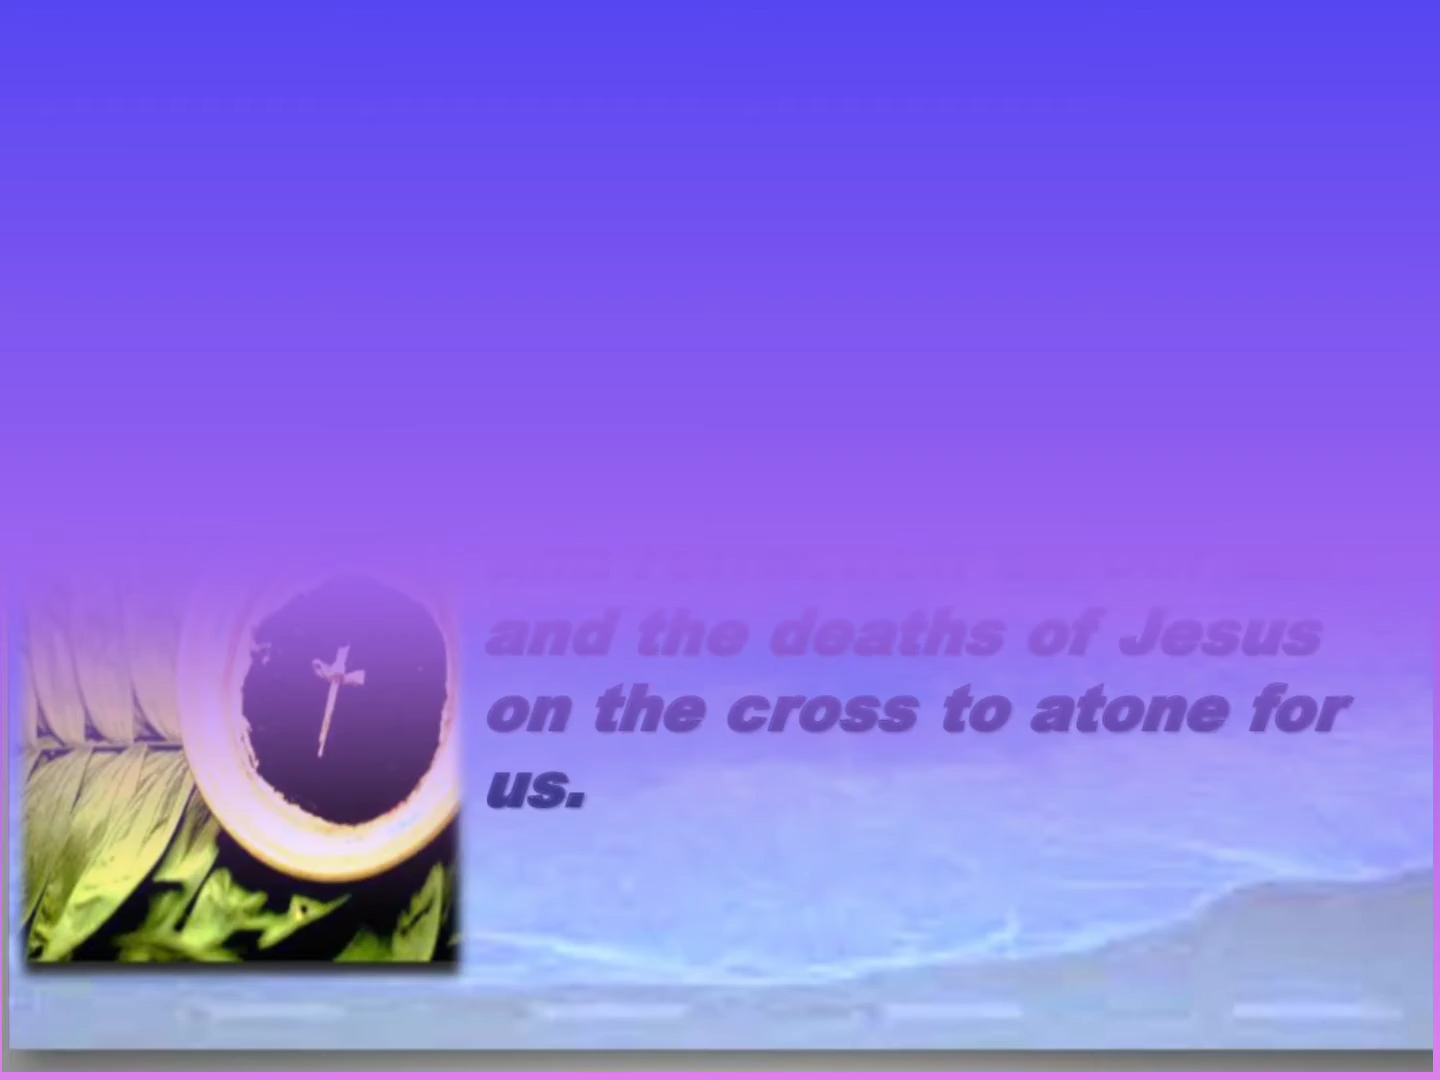 and the deaths of Jesus
on the cross to atone for
us.